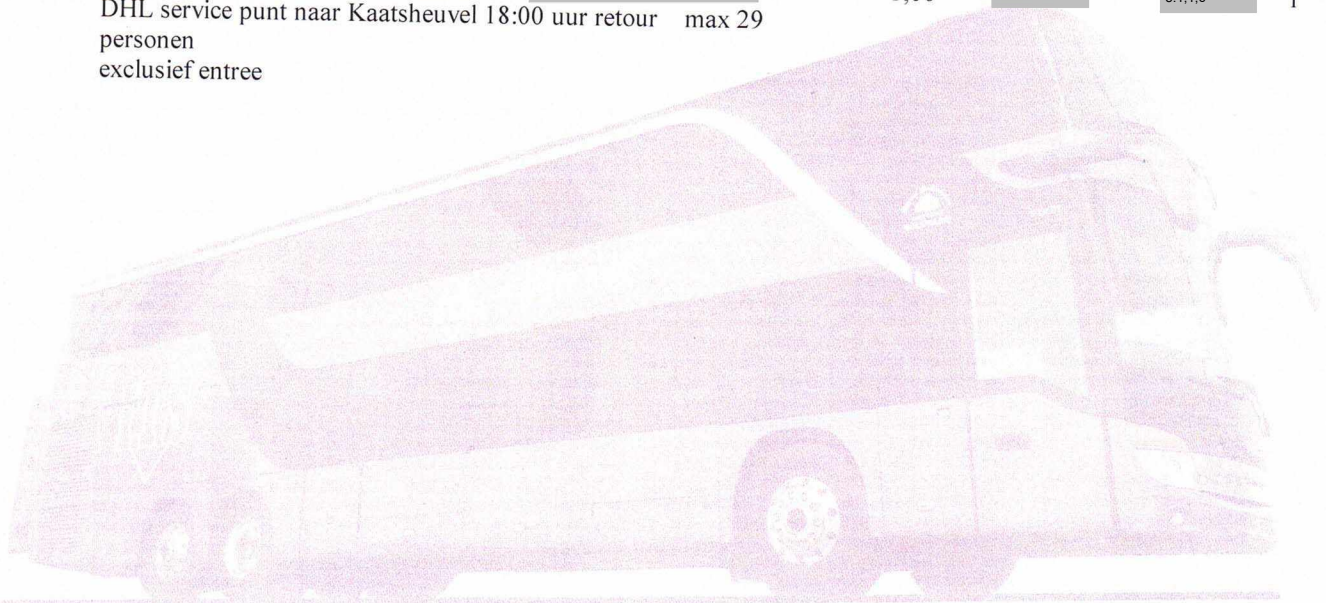 DHL service punt naar Kaatsheuvel 18:00 uur retour max 29
personen
exclusief entree